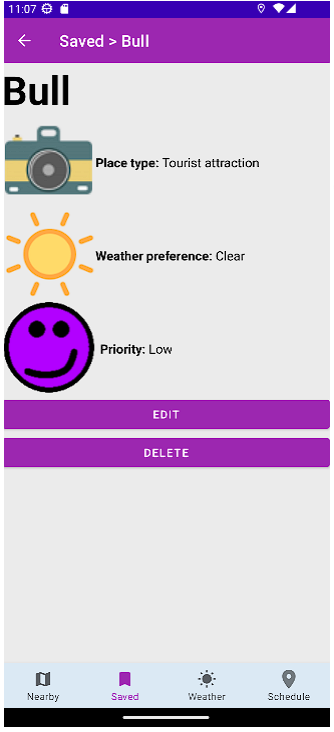 11:07
Saved > Bull
Bull
Place type: Tourist attraction
Weather preference: Clear
Priority: Low
EDIT
DELETE
Nearby Saved Weather Schedule